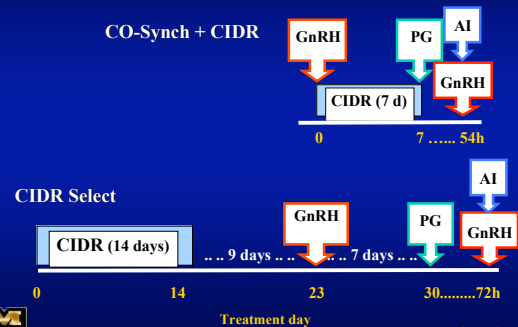 CO-Synch + CIDR
GnRH
PG
AI
GnRH
CIDR (7 d)
0
7 …... 54h
CIDR Select
GnRH
PG
AI
GnRH
CIDR (14 days)
.. .. 9 days .. ..
.. .. 7 days .. ..
0
14
23
30.........72h
Treatment day